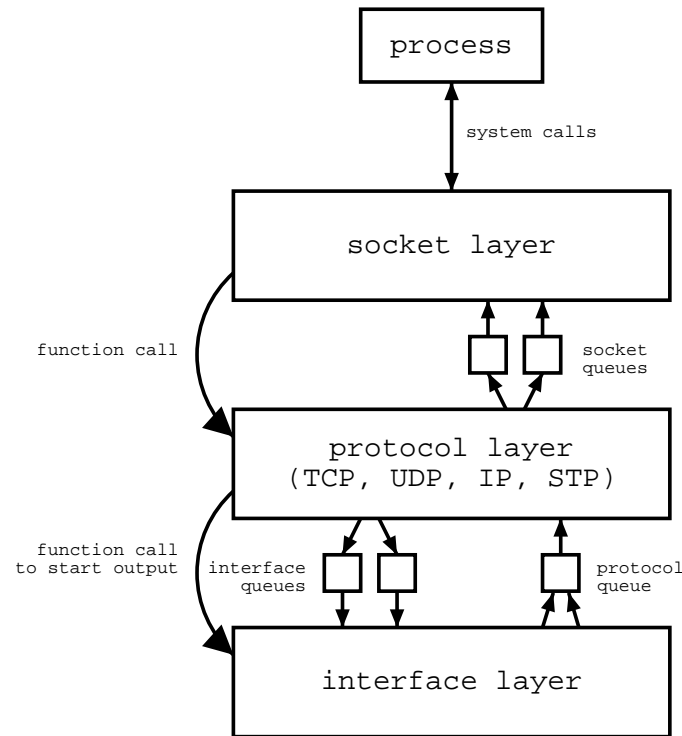 process
system calls
socket layer
function call
socket
queues
protocol layer
(TCP, UDP, IP, STP)
function call
to start output
interface
queues
protocol
queue
interface layer